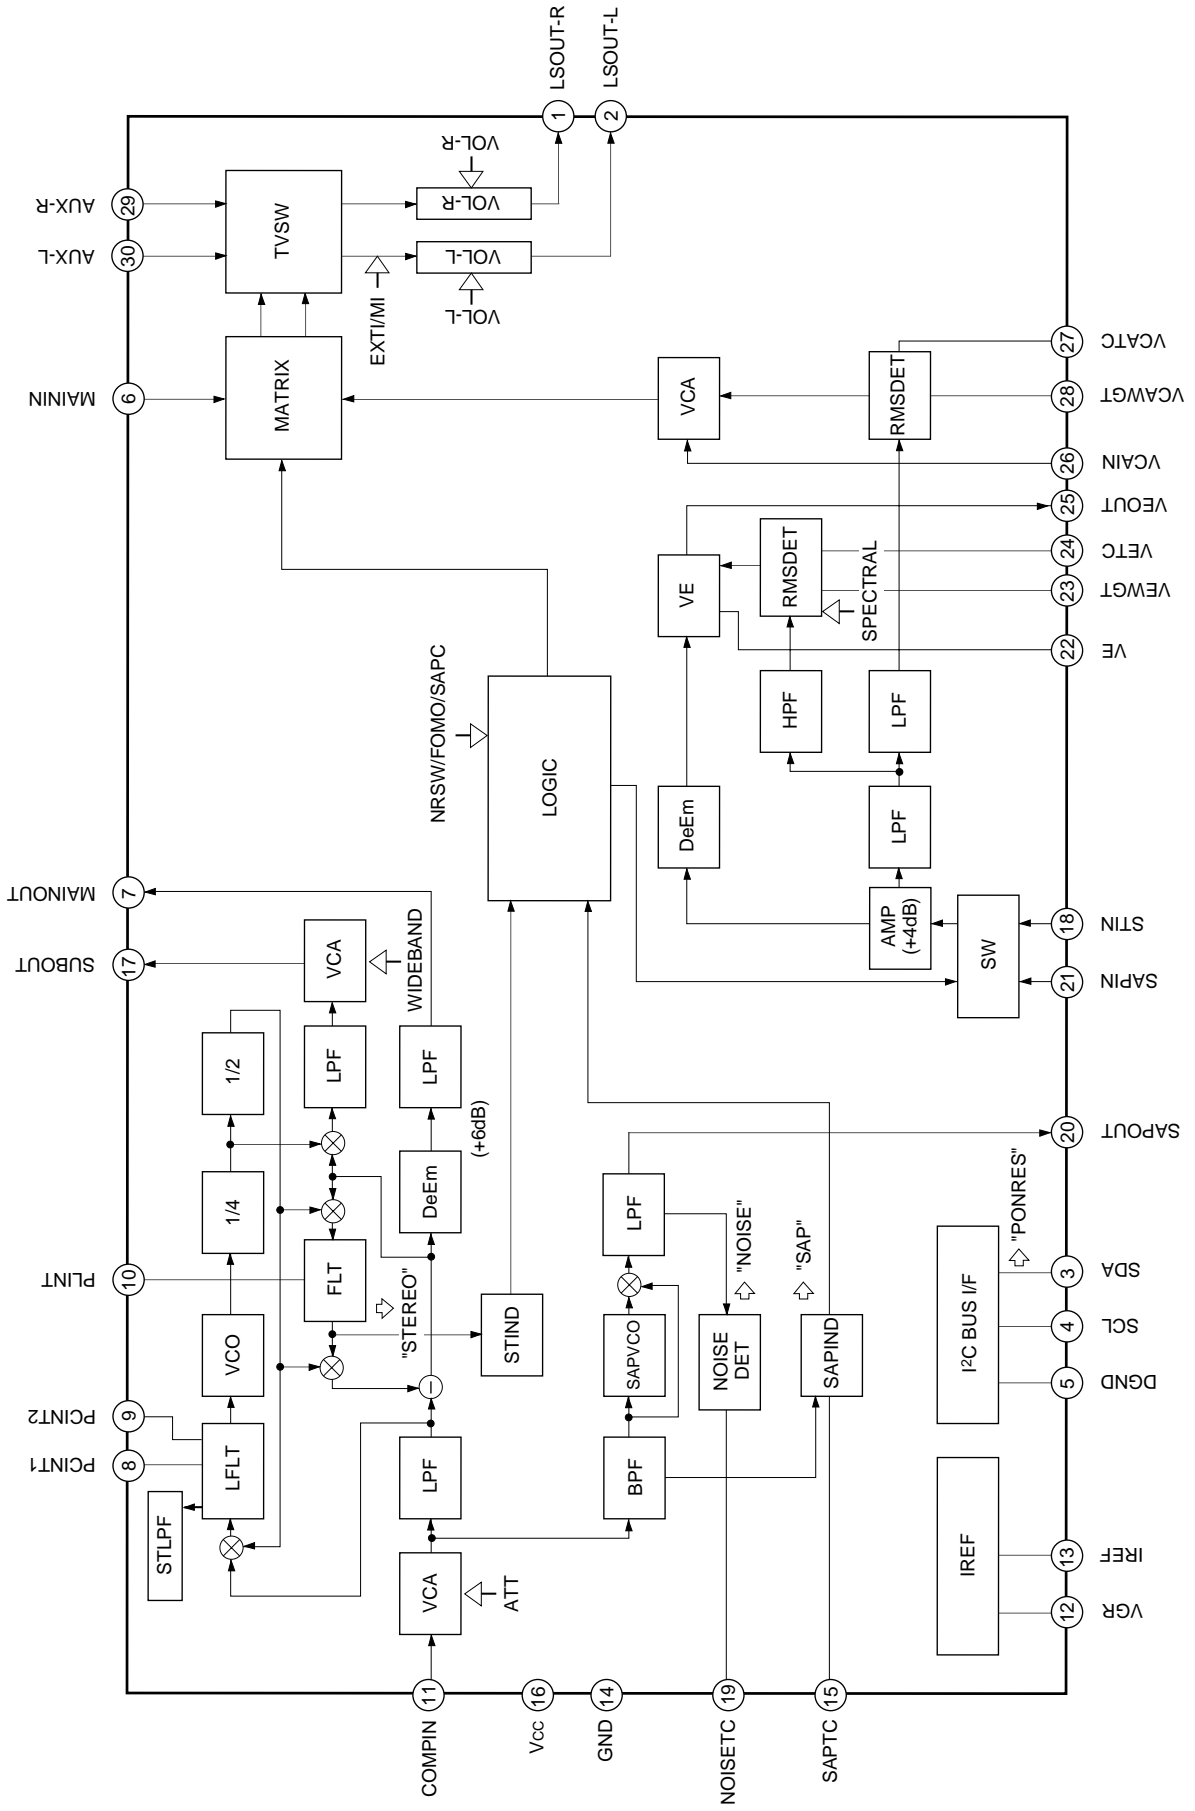 LSOUT-R
LSOUT-L
1
2
AUX-R
29
AUX-L
30
TVSW
VOL-R
VOL-R
VOL-L
VOL-L
EXTI/MI
MAININ
6
MATRIX
VCA
RMSDET
27
VCATC
28
VCAWGT
26
VCAIN
25
VEOUT
24
VETC
23
VEWGT
22
VE
VE
RMSDET
SPECTRAL
HPF
LPF
NRSW/FOMO/SAPC
LOGIC
DeEm
LPF
AMP
(+4dB)
SW
18
STIN
21
SAPIN
MAINOUT
7
SUBOUT
17
VCA
WIDEBAND
1/2
LPF
LPF
(+6dB)
1/4
DeEm
LPF
20
SAPOUT
PLINT
10
FLT
"STEREO"
STIND
VCO
SAPVCO
NOISE
DET
"NOISE"
SAPIND
"SAP"
I²C BUS I/F
"PONRES"
3
SDA
4
SCL
5
DGND
PCINT2
9
PCINT1
8
LFLT
STLPF
LPF
BPF
VCA
ATT
IREF
13
IREF
12
VGR
11
COMPIN
16
Vcc
14
GND
19
NOISETC
15
SAPTC